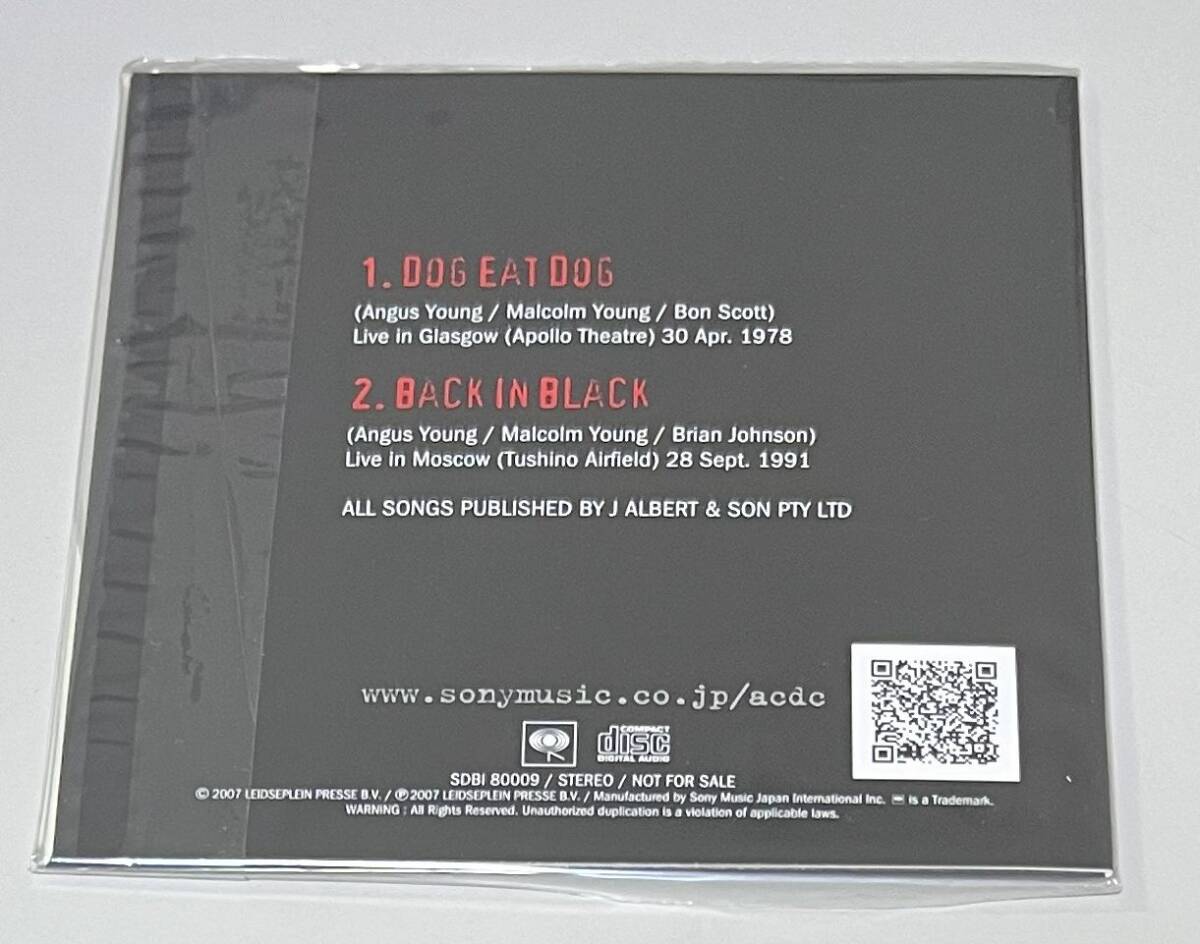 1. DOG EAT DOG
(Angus Young / Malcolm Young / Bon Scott)
Live in Glasgow (Apollo Theatre) 30 Apr. 1978
2. BACK IN BLACK
(Angus Young / Malcolm Young / Brian Johnson)
Live in Moscow (Tushino Airfield) 28 Sept. 1991
ALL SONGS PUBLISHED BY J ALBERT & SON PTY LTD
www.sonymusic.co.jp/acdc
COMPACT
disc
DIGITAL AUDIO
SDBI 80009 / STEREO / NOT FOR SALE
© 2007 LEIDSEPLEIN PRESSE B.V. / ℗2007 LEIDSEPLEIN PRESSE B.V. / Manufactured by Sony Music Japan International Inc. is a Trademark.
WARNING : All Rights Reserved. Unauthorized duplication is a violation of applicable laws.